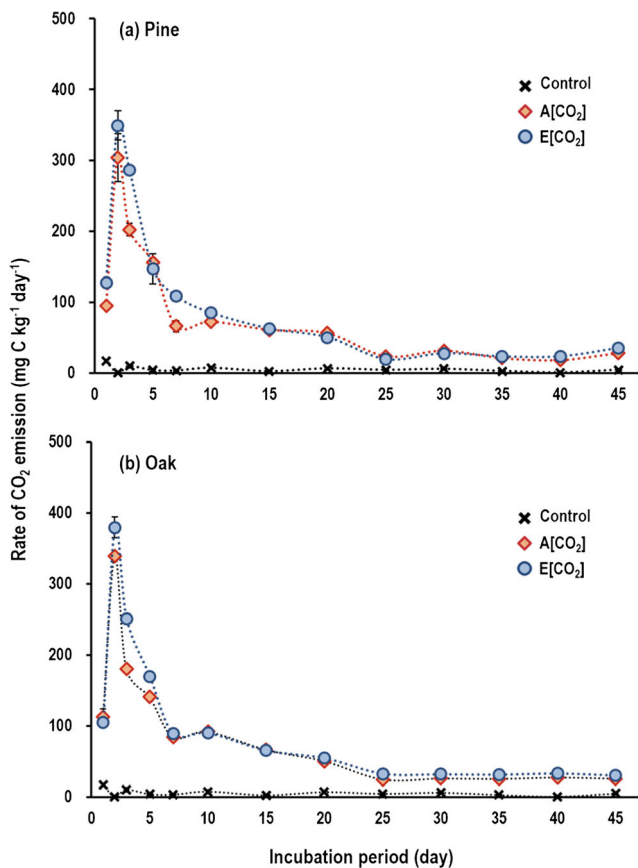 500
(a) Pine
400
Control
A[CO₂]
E[CO₂]
300
200
100
0
0 5 10 15 20 25 30 35 40 45
Rate of CO₂ emission (mg C kg⁻¹ day⁻¹)
500
(b) Oak
400
Control
A[CO₂]
E[CO₂]
300
200
100
0
0 5 10 15 20 25 30 35 40 45
Incubation period (day)